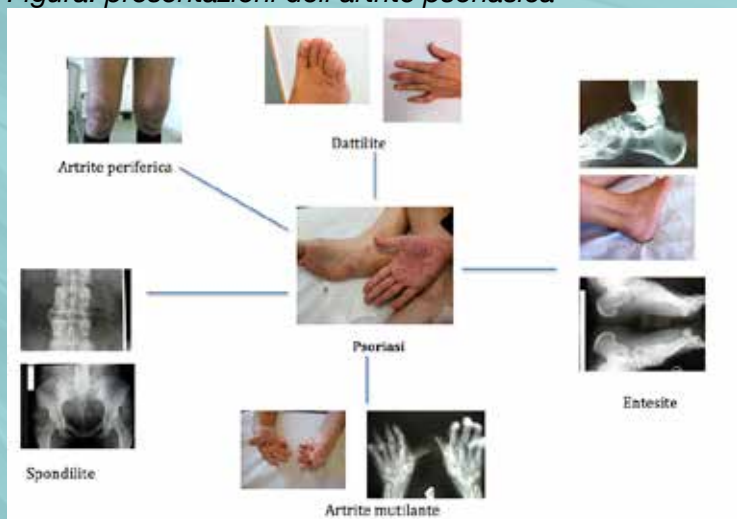 Figura: presentazioni dell'artrite psoriasica
Dattilite
Artrite periferica
Psoriasi
Entesite
Spondilite
Artrite mutilante